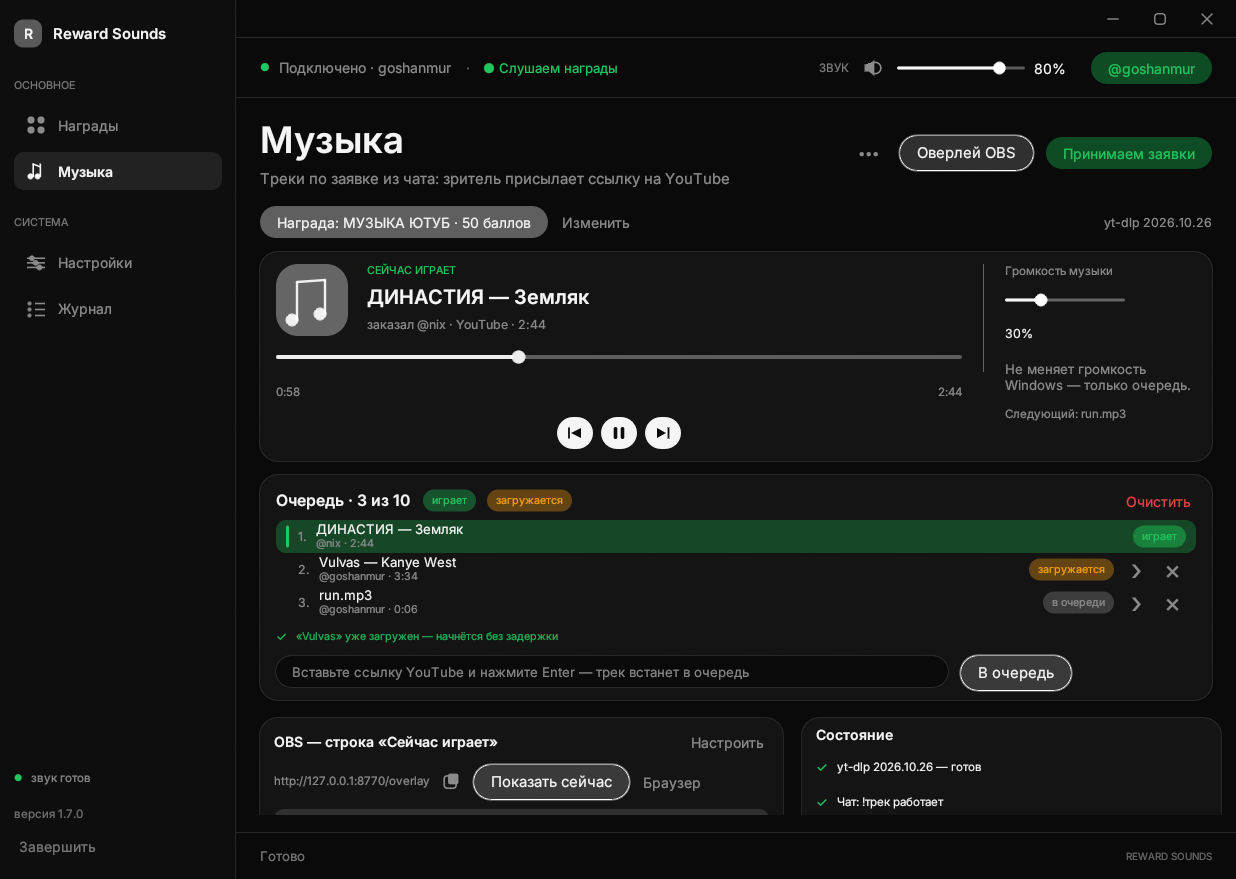 R Reward Sounds
ОСНОВНОЕ
Награды
Музыка
СИСТЕМА
Настройки
Журнал
звук готов
версия 1.7.0
Завершить
Подключено · goshanmur · Слушаем награды
ЗВУК 80% @goshanmur
Музыка
Треки по заявке из чата: зритель присылает ссылку на YouTube
Оверлей OBS Принимаем заявки
Награда: МУЗЫКА ЮТУБ · 50 баллов Изменить
yt-dlp 2026.10.26
СЕЙЧАС ИГРАЕТ
ДИНАСТИЯ — Земляк
заказал @nix · YouTube · 2:44
0:58 2:44
Громкость музыки
30%
Не меняет громкость
Windows — только очередь.
Следующий: run.mp3
Очередь · 3 из 10 играет загружается Очистить
1. ДИНАСТИЯ — Земляк
@nix · 2:44
играет
2. Vulvas — Kanye West
@goshanmur · 3:34
загружается
3. run.mp3
@goshanmur · 0:06
в очереди
«Vulvas» уже загружен — начнётся без задержки
Вставьте ссылку YouTube и нажмите Enter — трек встанет в очередь
В очередь
OBS — строка «Сейчас играет» Настроить
http://127.0.0.1:8770/overlay Показать сейчас Браузер
Состояние
yt-dlp 2026.10.26 — готов
Чат: !трек работает
Готово
REWARD SOUNDS